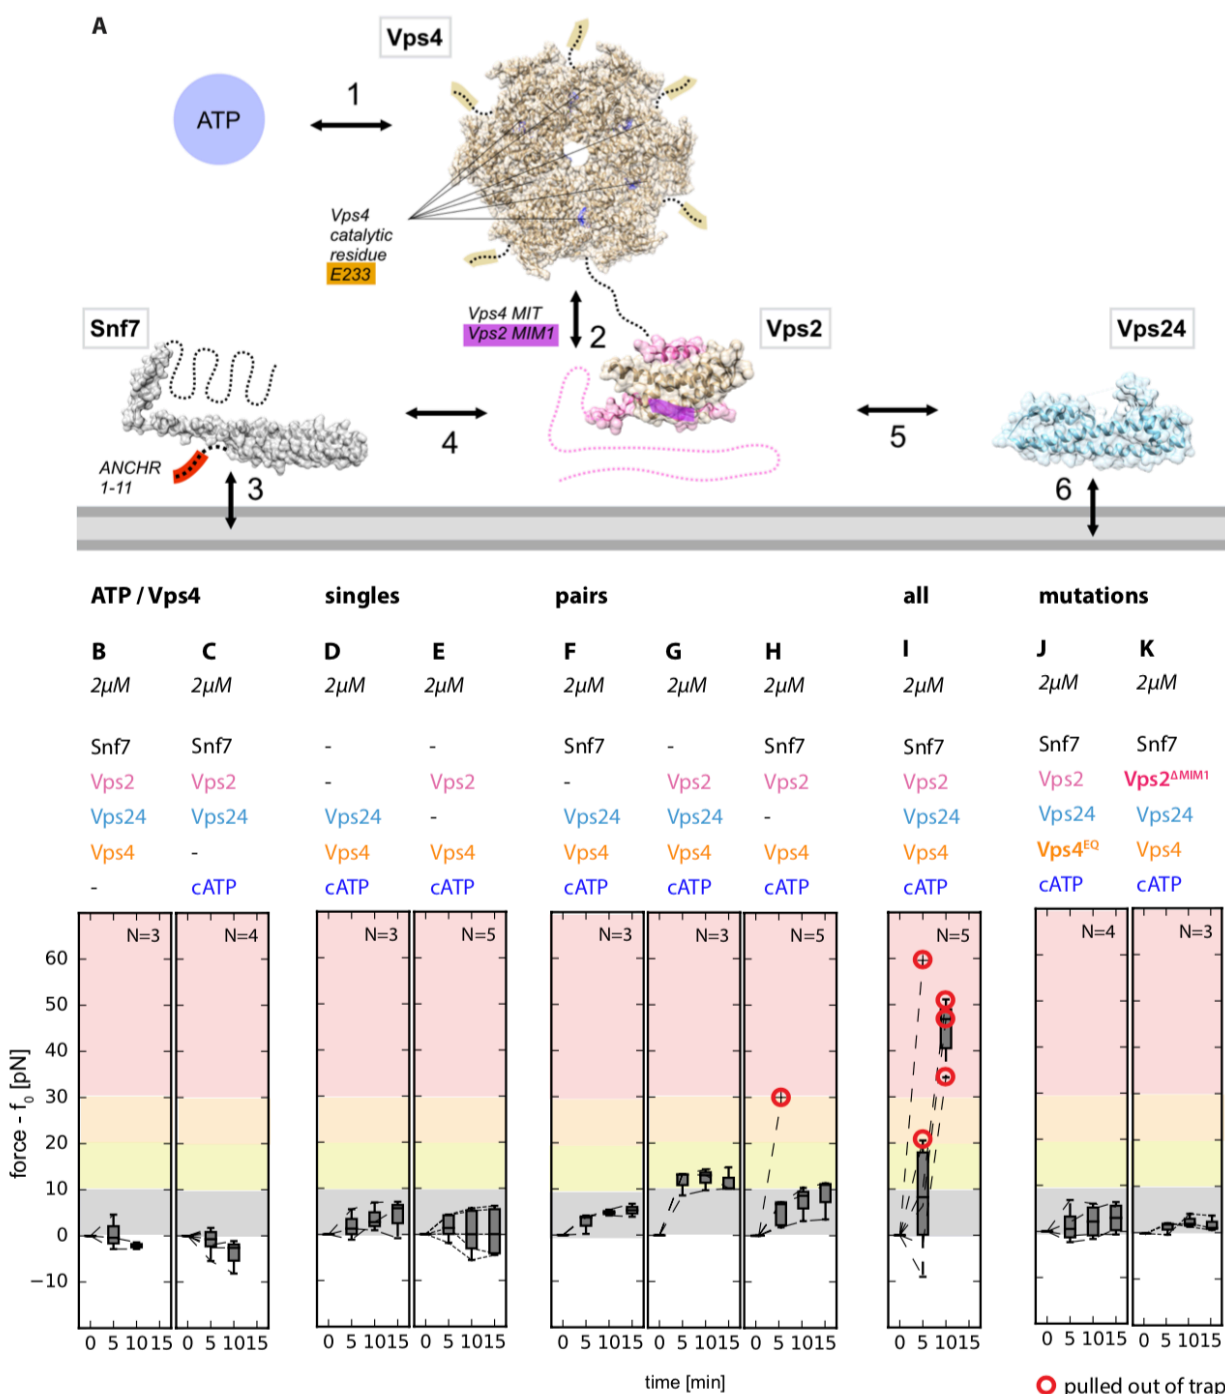 A
Vps4
ATP
1
Vps4
catalytic
residue
E233
Snf7
Vps4 MIT
Vps2 MIM1
2
Vps2
Vps24
4
5
ANCHR
1-11
3
6
ATP / Vps4 singles pairs all mutations
B C D E F G H I J K
2µM 2µM 2µM 2µM 2µM 2µM 2µM 2µM 2µM 2µM
Snf7 Snf7 - - Snf7 - Snf7 Snf7 Snf7 Snf7
Vps2 Vps2 - Vps2 - Vps2 Vps2 Vps2 Vps2 Vps2ΔMIM1
Vps24 Vps24 Vps24 - Vps24 Vps24 - Vps24 Vps24 Vps24
Vps4 - Vps4 Vps4 Vps4 Vps4 Vps4 Vps4 Vps4EQ Vps4
- cATP cATP cATP cATP cATP cATP cATP cATP cATP
N=3 N=4 N=3 N=5 N=3 N=3 N=5 N=5 N=4 N=3
60
50
40
30
20
10
0
−10
force - f0 [pN]
0 5 1015 0 5 1015 0 5 1015 0 5 1015 0 5 1015 0 5 1015 0 5 1015 0 5 1015 0 5 1015 0 5 1015
time [min]
pulled out of trap